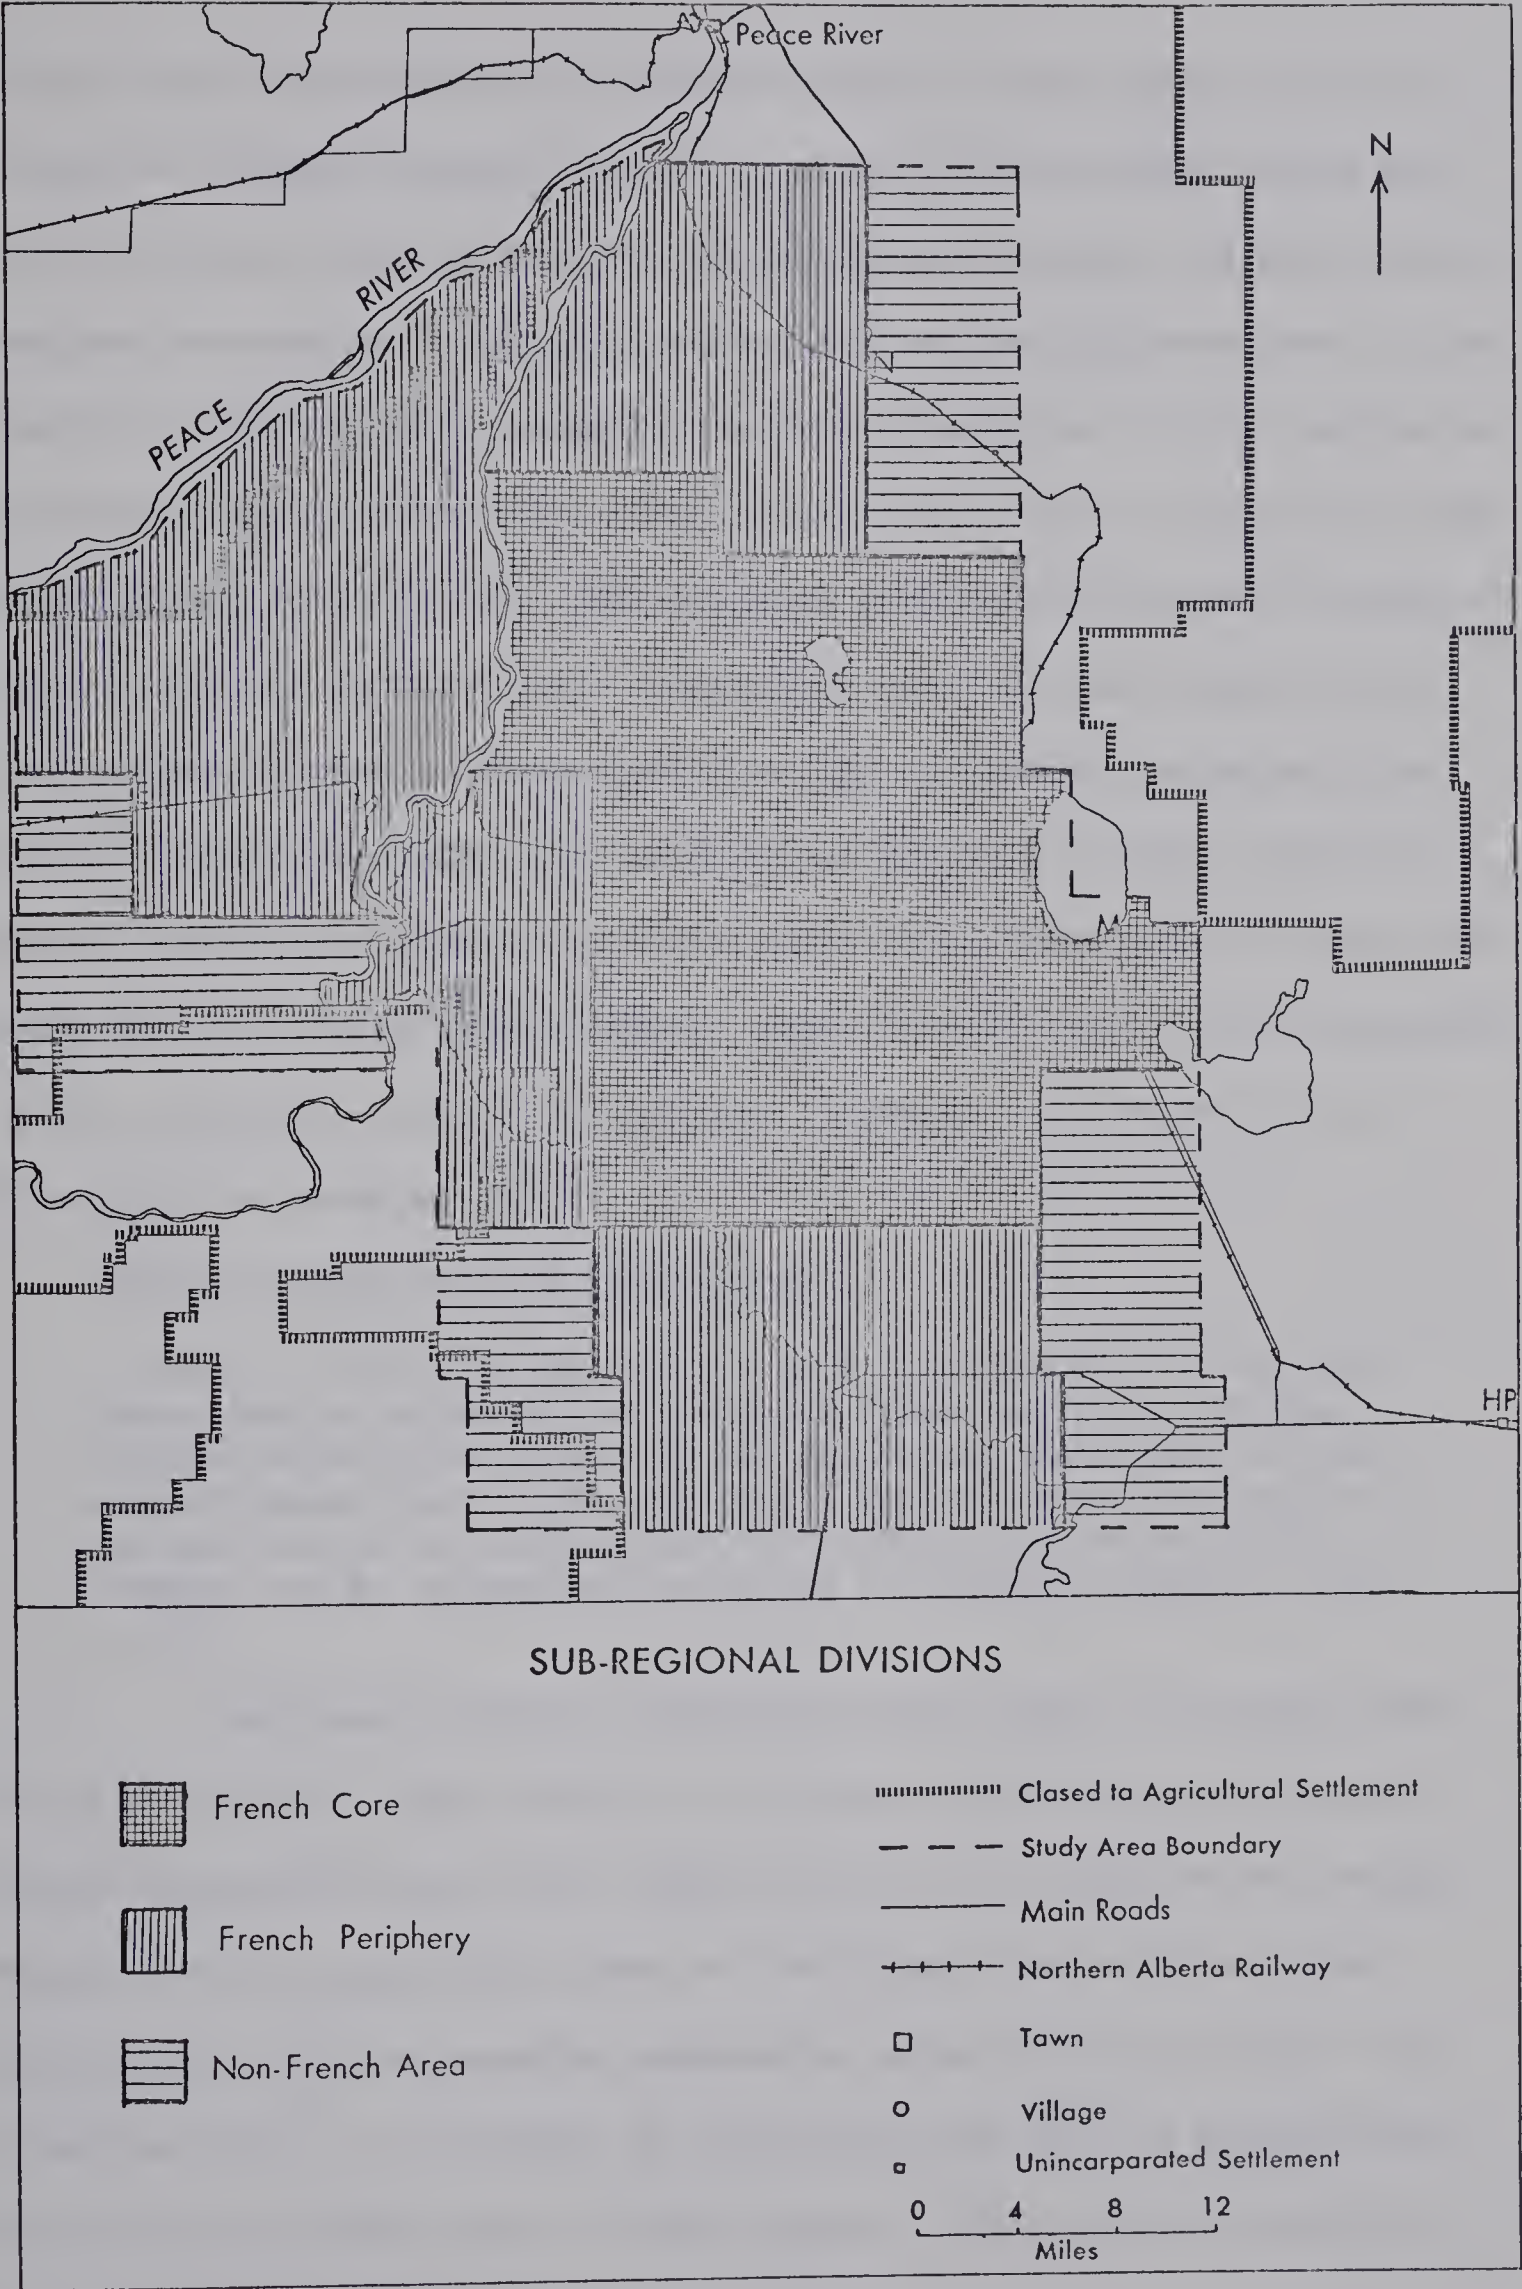 Peace River
N
RIVER
PEACE
N
M
HP
SUB-REGIONAL DIVISIONS
French Core
French Periphery
Non-French Area
Clased ta Agricultural Settlement
Study Area Boundary
Main Roads
Northern Alberta Railway
Tawn
Village
Unincarparated Settlement
0 4 8 12
Miles